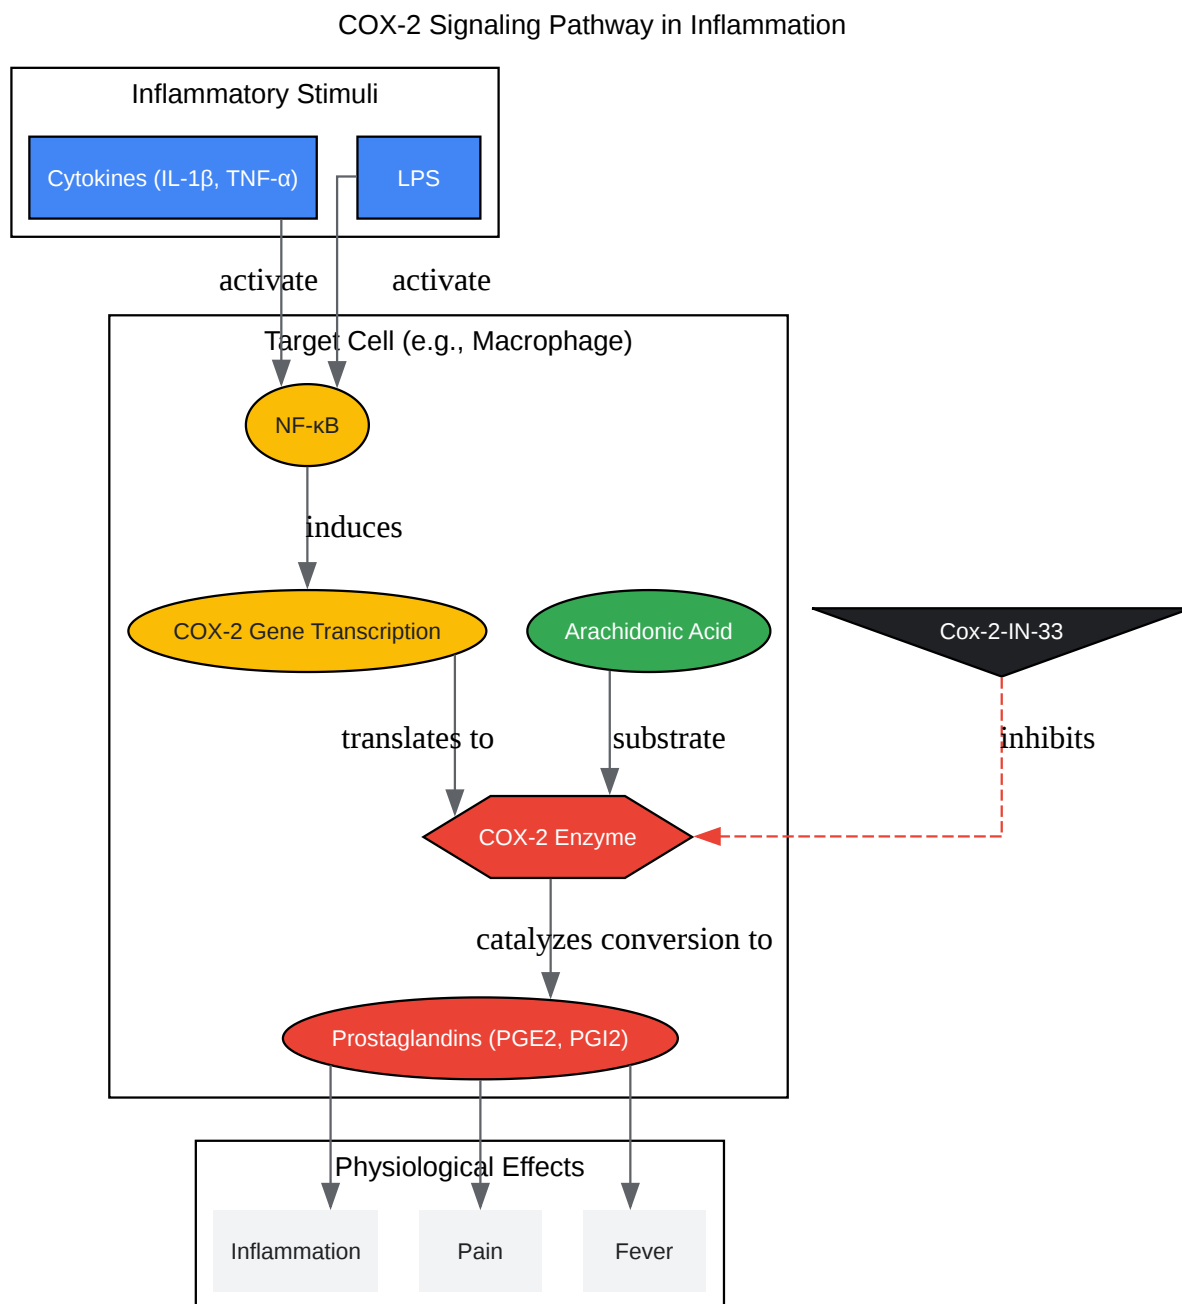 COX-2 Signaling Pathway in Inflammation
Inflammatory Stimuli
Cytokines (IL-1β, TNF-α)
LPS
activate
activate
Target Cell (e.g., Macrophage)
NF-κB
induces
COX-2 Gene Transcription
Arachidonic Acid
Cox-2-IN-33
translates to
substrate
inhibits
COX-2 Enzyme
catalyzes conversion to
Prostaglandins (PGE2, PGI2)
Physiological Effects
Inflammation
Pain
Fever